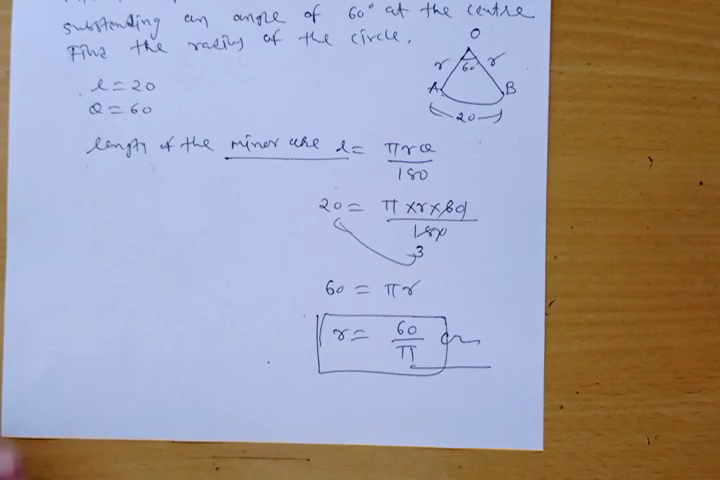 substending an angle of 60° at the centre
Find the radius of the circle.
O
r 60 r
A B
20
l = 20
θ = 60
length of the minor arc l = πrθ
180
20 = π × r × 60
180
3
60 = πr
r = 60 cm
π